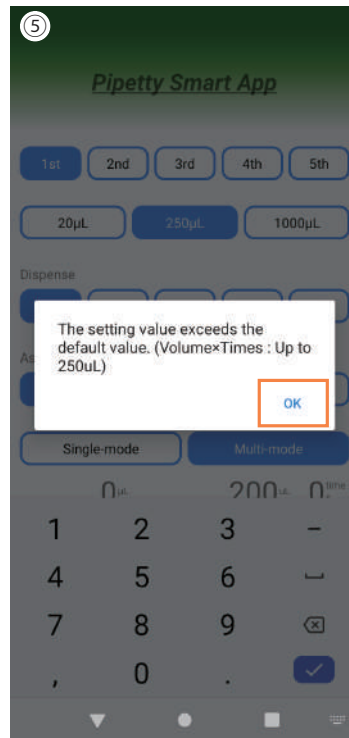 ⑤
Pipetty Smart App
1st 2nd 3rd 4th 5th
20µL 250µL 1000µL
Dispense
The setting value exceeds the
default value. (Volume×Times : Up to
250uL)
As
OK
Single-mode Multi-mode
0µL 200µL 0time
1 2 3 -
4 5 6
7 8 9
, 0 .